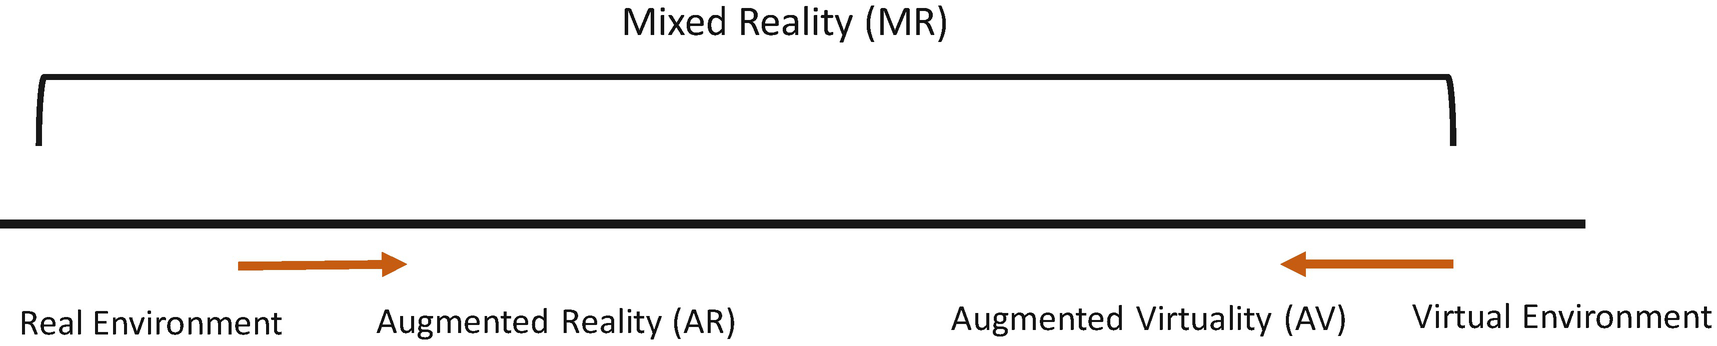 Mixed Reality (MR)
Real Environment
Augmented Reality (AR)
Augmented Virtuality (AV)
Virtual Environment